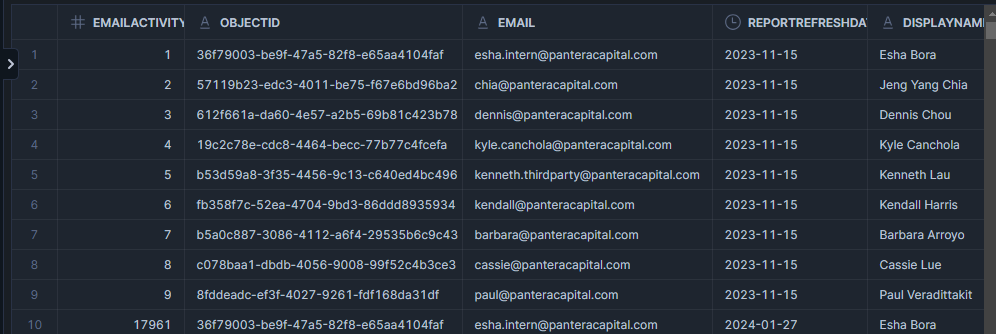 # EMAILACTIVITY A OBJECTID A EMAIL REPORTREFRESHDA A DISPLAYNAM
1 1 36f79003-be9f-47a5-82f8-e65aa4104faf esha.intern@panteracapital.com 2023-11-15 Esha Bora
2 2 57119b23-edc3-4011-be75-f67e6bd96ba2 chia@panteracapital.com 2023-11-15 Jeng Yang Chia
3 3 612f661a-da60-4e57-a2b5-69b81c423b78 dennis@panteracapital.com 2023-11-15 Dennis Chou
4 4 19c2c78e-cdc8-4464-becc-77b77c4fcefa kyle.canchola@panteracapital.com 2023-11-15 Kyle Canchola
5 5 b53d59a8-3f35-4456-9c13-c640ed4bc496 kenneth.thirdparty@panteracapital.com 2023-11-15 Kenneth Lau
6 6 fb358f7c-52ea-4704-9bd3-86ddd8935934 kendall@panteracapital.com 2023-11-15 Kendall Harris
7 7 b5a0c887-3086-4112-a6f4-29535b6c9c43 barbara@panteracapital.com 2023-11-15 Barbara Arroyo
8 8 c078baa1-dbdb-4056-9008-99f52c4b3ce3 cassie@panteracapital.com 2023-11-15 Cassie Lue
9 9 8fddeadc-ef3f-4027-9261-fdf168da31df paul@panteracapital.com 2023-11-15 Paul Veradittakit
10 17961 36f79003-be9f-47a5-82f8-e65aa4104faf esha.intern@panteracapital.com 2024-01-27 Esha Bora